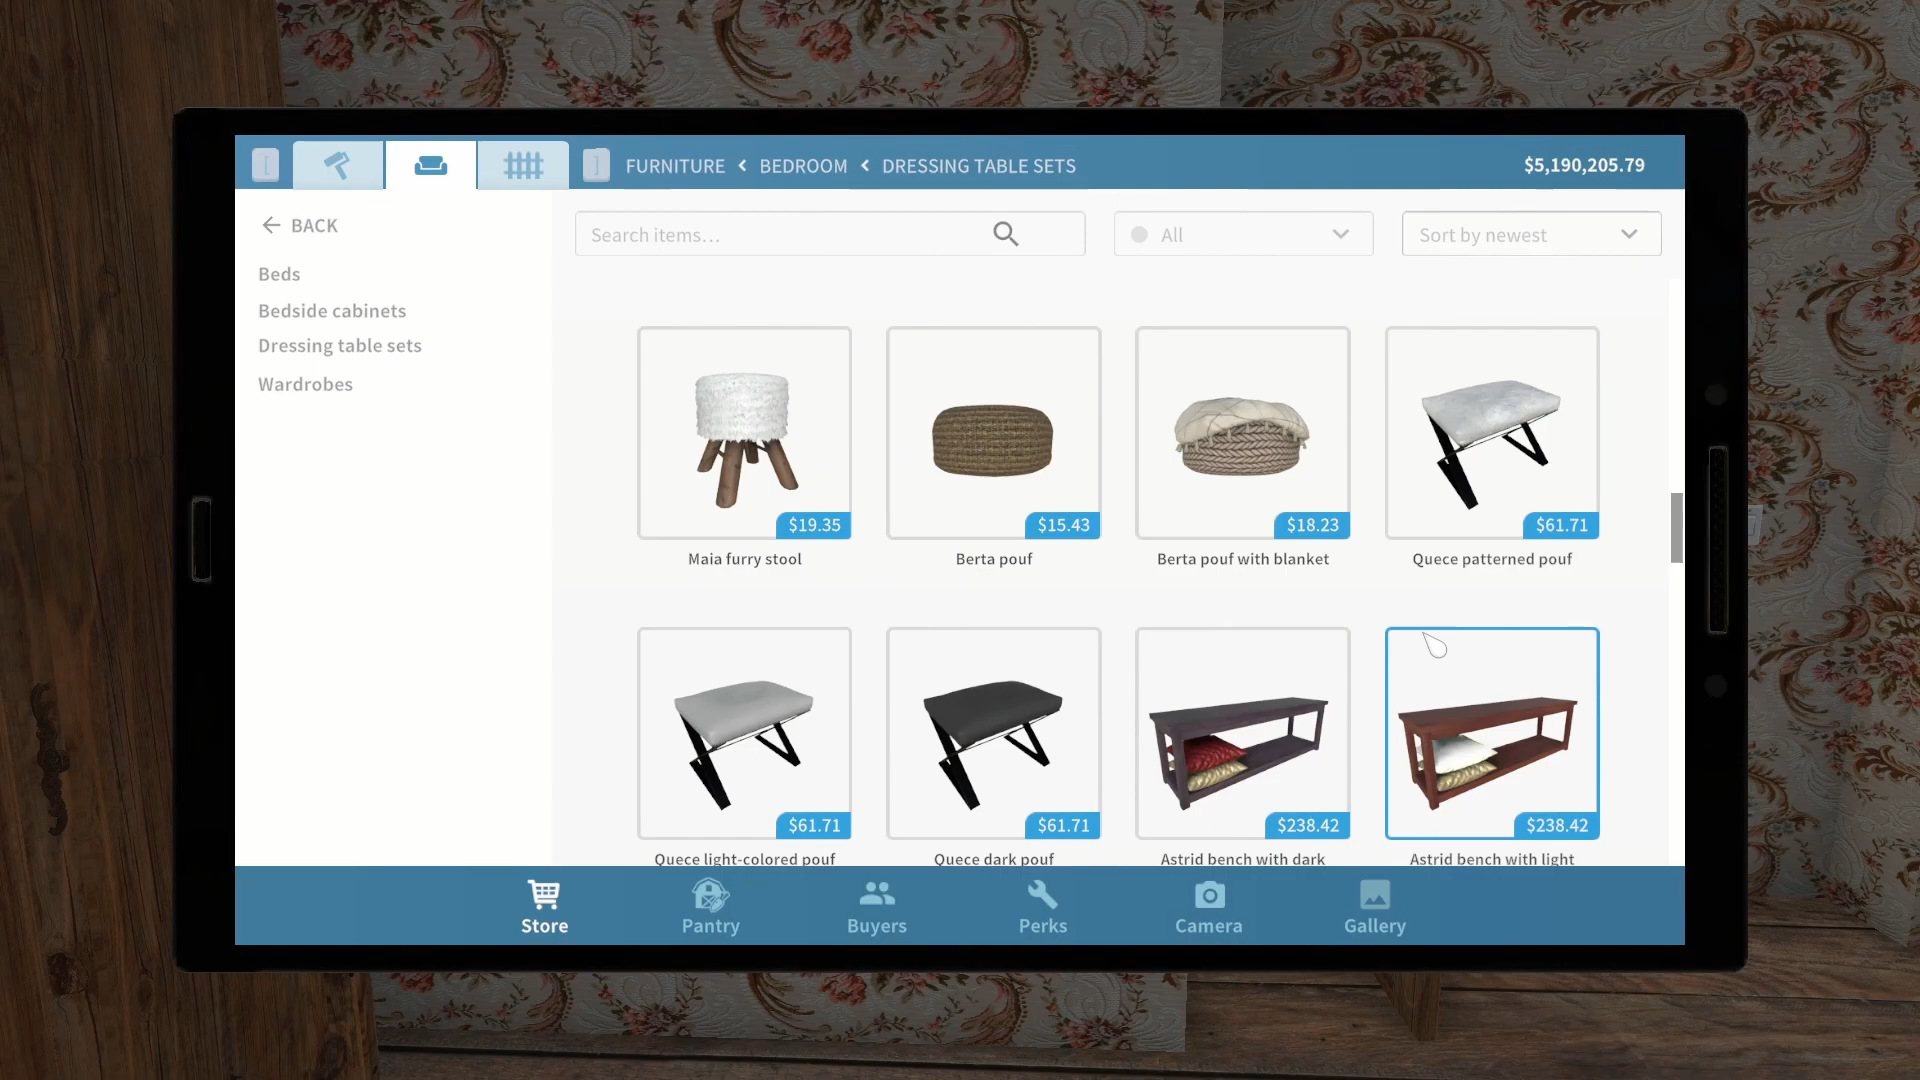 [
]
FURNITURE < BEDROOM < DRESSING TABLE SETS
$5,190,205.79
BACK
Beds
Bedside cabinets
Dressing table sets
Wardrobes
Search items...
All
Sort by newest
$19.35
$15.43
$18.23
$61.71
Maia furry stool
Berta pouf
Berta pouf with blanket
Quece patterned pouf
$61.71
$61.71
$238.42
$238.42
Quece light-colored pouf
Quece dark pouf
Astrid bench with dark
Astrid bench with light
Store
Pantry
Buyers
Perks
Camera
Gallery